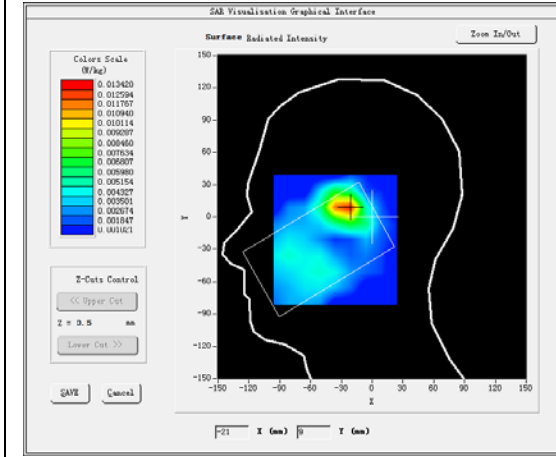 SAR Visualisation Graphical Interface
Surface Radiated Intensity
Zoom In/Out
Colors Scale
(W/kg)
0.013420
0.012594
0.011767
0.010940
0.010114
0.009287
0.008460
0.007634
0.006807
0.005980
0.005154
0.004327
0.003501
0.002674
0.001847
0.001021
Z-Cuts Control
<< Upper Cut
Z = 0.5 mm
Lower Cut >>
SAVE Cancel
150
120
90
60
30
Y 0
-30
-60
-90
-120
-150
-150 -120 -90 -60 -30 0 30 60 90 120 150
X
-21 X (mm) 9 Y (mm)